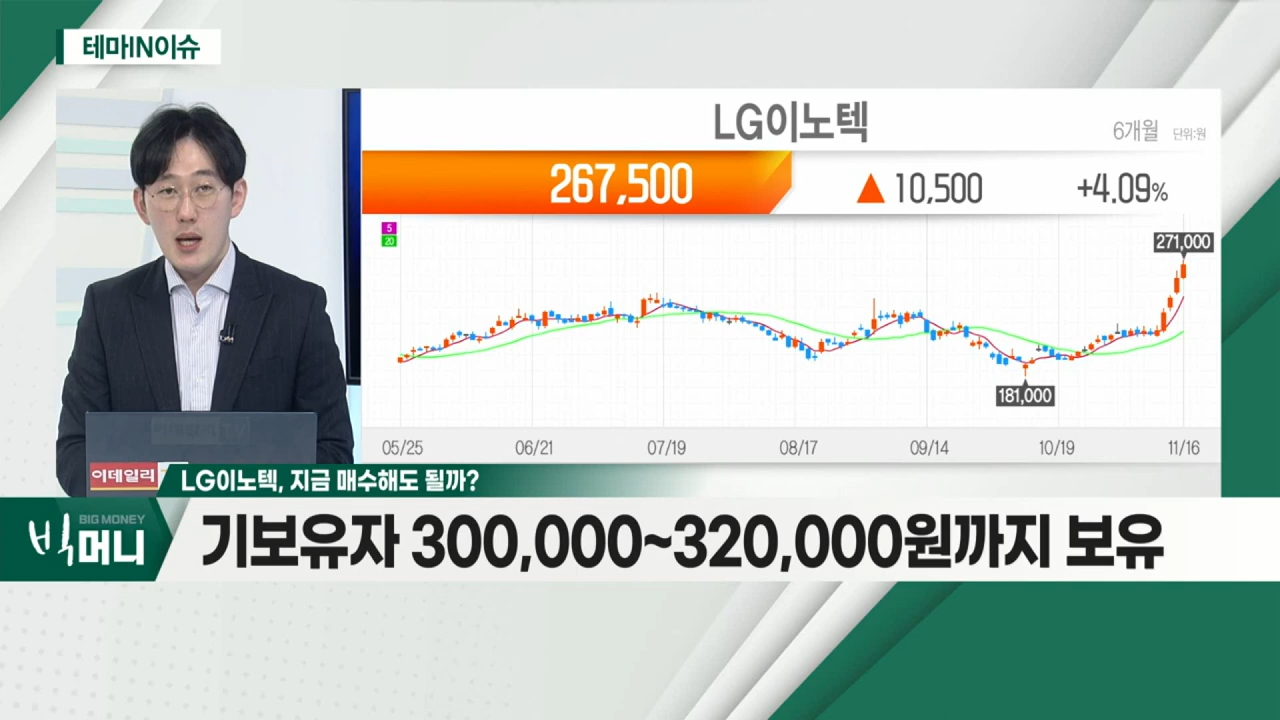 테마IN이슈
LG이노텍
6개월 단위:원
267,500 ▲ 10,500 +4.09%
5
20
271,000
181,000
05/25 06/21 07/19 08/17 09/14 10/19 11/16
이데일리
LG이노텍, 지금 매수해도 될까?
BIG MONEY
빅머니
기보유자 300,000~320,000원까지 보유